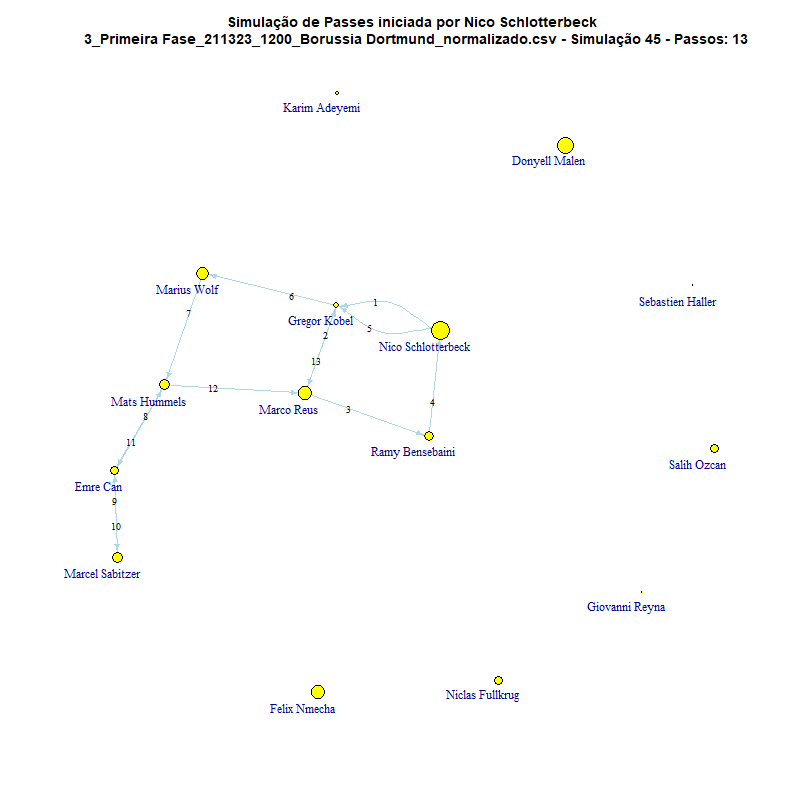 Simulação de Passes iniciada por Nico Schlotterbeck
3_Primeira Fase_211323_1200_Borussia Dortmund_normalizado.csv - Simulação 45 - Passos: 13
Karim Adeyemi
Donyell Malen
Marius Wolf
6
1
Sebastien Haller
7
Gregor Kobel
5
2
Nico Schlotterbeck
13
12
4
Mats Hummels
Marco Reus
3
8
11
Ramy Bensebaini
Salih Ozcan
Emre Can
9
10
Marcel Sabitzer
Giovanni Reyna
Niclas Fullkrug
Felix Nmecha